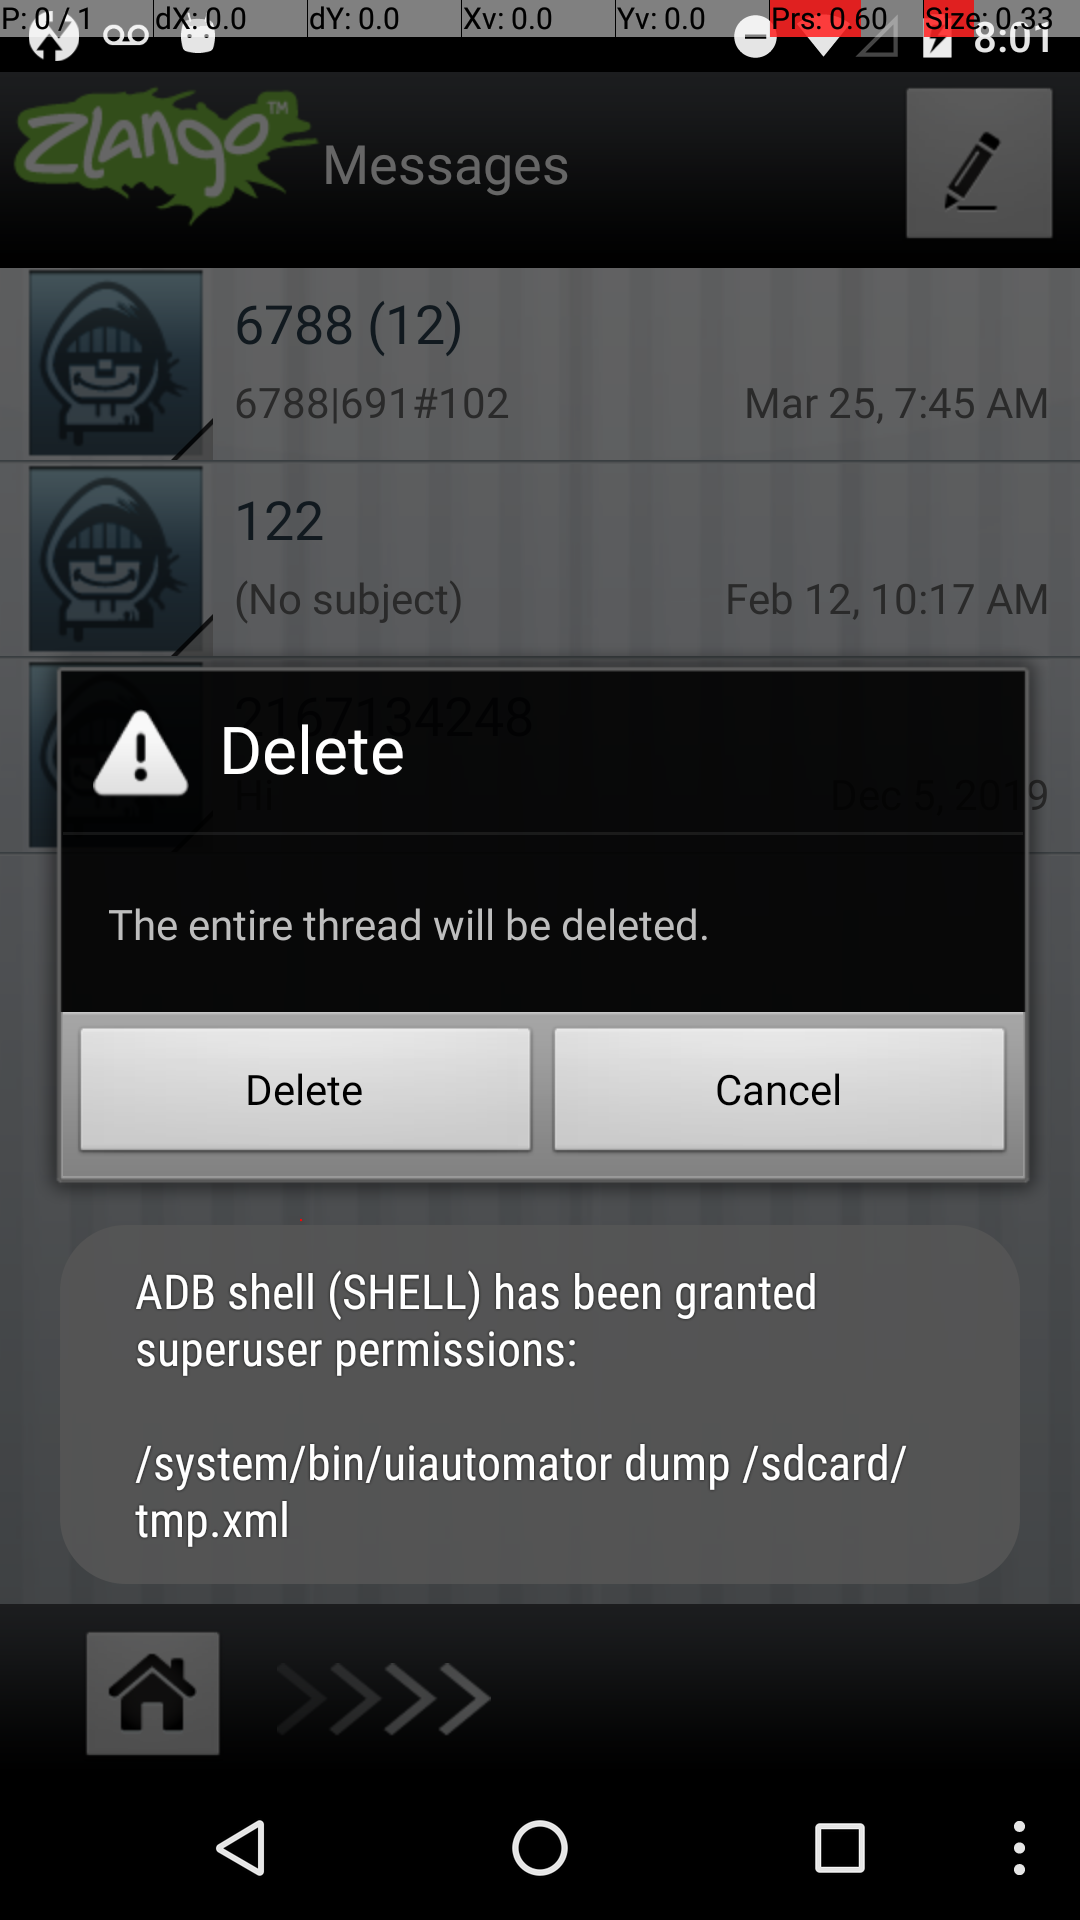 P: 0 / 1 dX: 0.0 dY: 0.0 Xv: 0.0 Yv: 0.0 Prs: 0.60 Size: 0.33
8:01
Zlango™ Messages
6788 (12)
6788|691#102 Mar 25, 7:45 AM
122
(No subject) Feb 12, 10:17 AM
2167134248
Delete
Hi Dec 5, 2019
The entire thread will be deleted.
Delete Cancel
ADB shell (SHELL) has been granted
superuser permissions:
/system/bin/uiautomator dump /sdcard/
tmp.xml